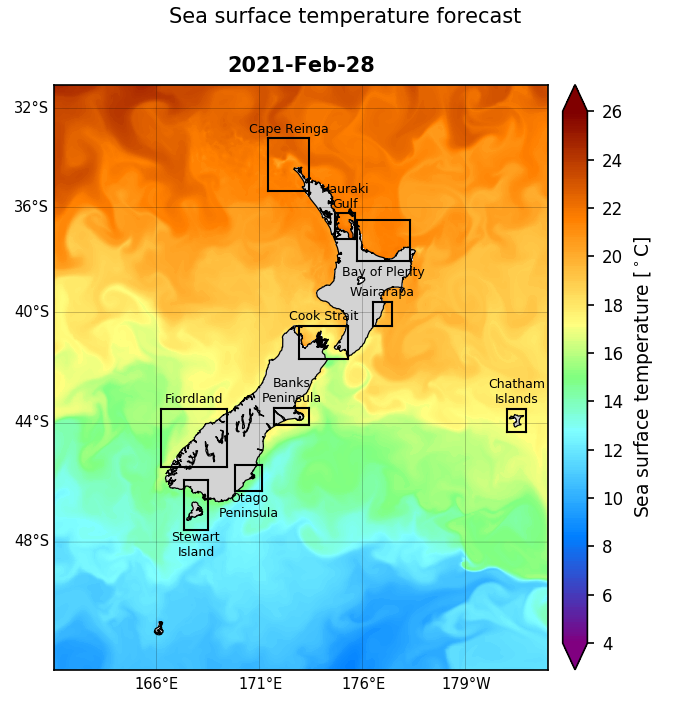 Sea surface temperature forecast
2021-Feb-28
32°S
36°S
40°S
44°S
48°S
Cape Reinga
Hauraki
Gulf
Bay of Plenty
Wairarapa
Cook Strait
Banks
Peninsula
Fiordland
Chatham
Islands
Otago
Peninsula
Stewart
Island
166°E
171°E
176°E
179°W
26
24
22
20
18
16
14
12
10
8
6
4
Sea surface temperature [°C]